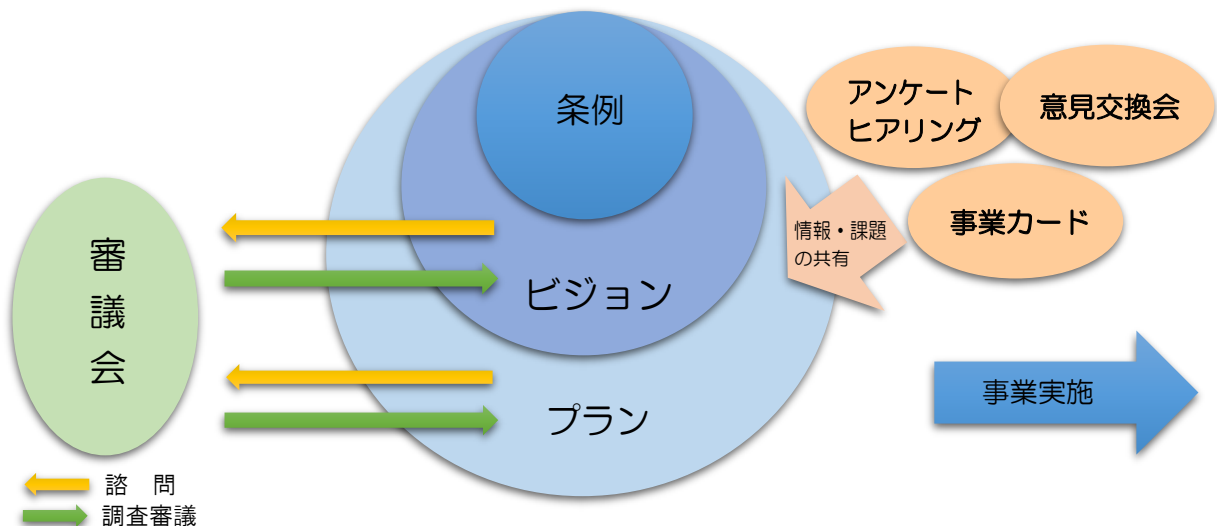 条例
アンケート
ヒアリング
意見交換会
事業カード
情報・課題
の共有
審議会
ビジョン
プラン
事業実施
諮　問
調査審議